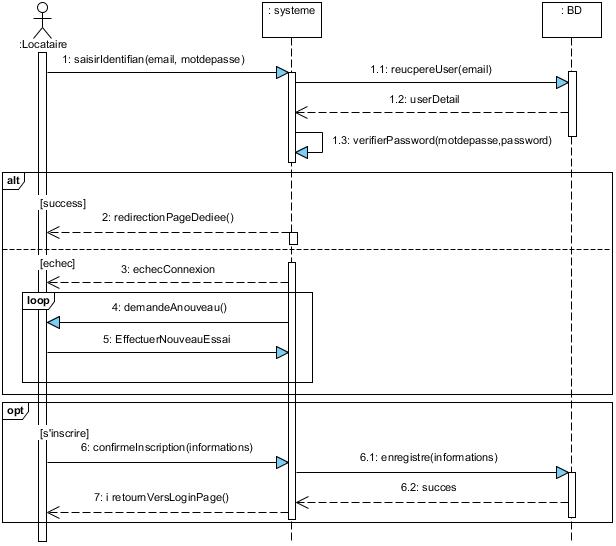 : systeme
: BD
:Locataire
1: saisirIdentifian(email, motdepasse)
1.1: reucpereUser(email)
1.2: userDetail
1.3: verifierPassword(motdepasse,password)
alt
[success]
2: redirectionPageDediee()
[echec]
3: echecConnexion
loop
4: demandeAnouveau()
5: EffectuerNouveauEssai
opt
[s'inscrire]
6: confirmeInscription(informations)
6.1: enregistre(informations)
6.2: succes
7: i retournVersLoginPage()